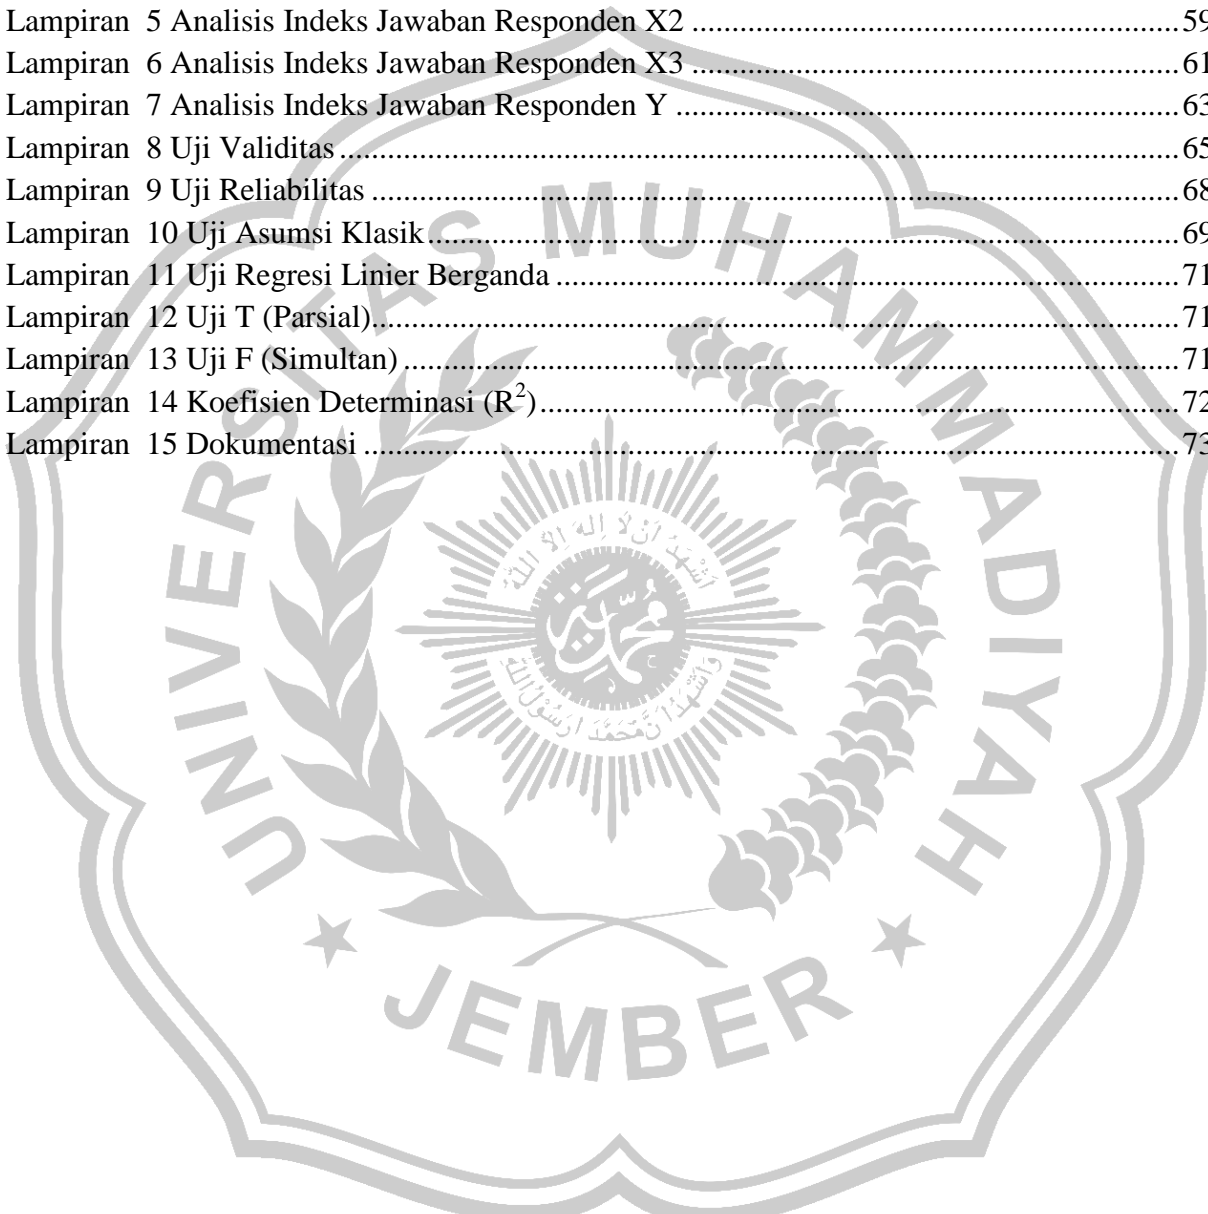 Lampiran 5 Analisis Indeks Jawaban Responden X2 ............................................................ 59
Lampiran 6 Analisis Indeks Jawaban Responden X3 ............................................................ 61
Lampiran 7 Analisis Indeks Jawaban Responden Y .............................................................. 63
Lampiran 8 Uji Validitas ....................................................................................................... 65
Lampiran 9 Uji Reliabilitas ................................................................................................... 68
Lampiran 10 Uji Asumsi Klasik ............................................................................................ 69
Lampiran 11 Uji Regresi Linier Berganda ............................................................................. 71
Lampiran 12 Uji T (Parsial) ................................................................................................... 71
Lampiran 13 Uji F (Simultan) ............................................................................................... 71
Lampiran 14 Koefisien Determinasi (R²) .............................................................................. 72
Lampiran 15 Dokumentasi .................................................................................................... 73
UNIVERSITAS MUHAMMADIYAH
اَشْهَدُ اَنْ لَا اِلٰهَ اِلَّا اللهُ
وَاَشْهَدُ اَنَّ مُحَمَّدًا رَسُوْلُ اللهِ
JEMBER